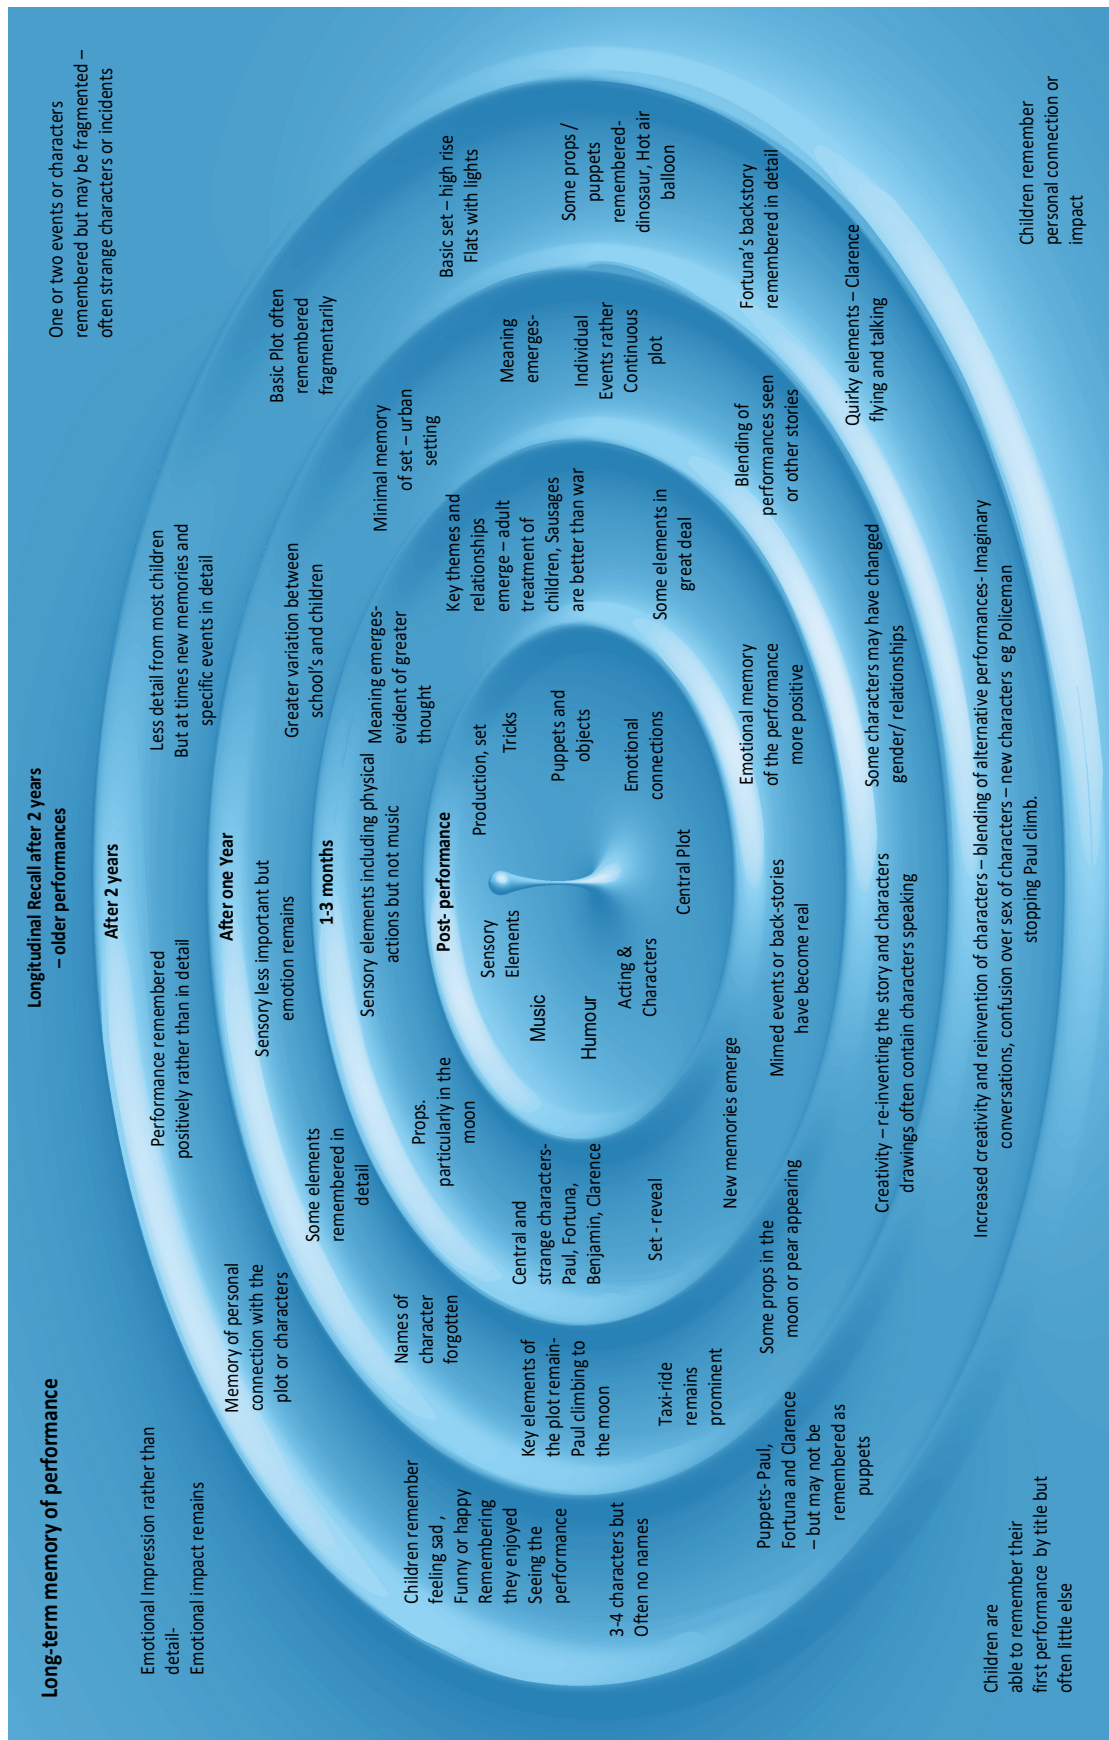 Long-term memory of performance
Longitudinal Recall after 2 years
– older performances
One or two events or characters
remembered but may be fragmented –
often strange characters or incidents
Emotional Impression rather than
detail-
Emotional impact remains
After 2 years
Performance remembered
positively rather than in detail
Less detail from most children
But at times new memories and
specific events in detail
Memory of personal
connection with the
plot or characters
After one Year
Sensory less important but
emotion remains
Greater variation between
school's and children
Basic Plot often
remembered
fragmentarily
Some elements
remembered in
detail
1-3 months
Sensory elements including physical
actions but not music
Meaning emerges-
evident of greater
thought
Minimal memory
of set – urban
setting
Basic set – high rise
Flats with lights
Children remember
feeling sad ,
Funny or happy
Remembering
they enjoyed
Seeing the
performance
Names of
character
forgotten
Props.
particularly in the
moon
Post- performance
Production, set
Key themes and
relationships
emerge – adult
treatment of
children, Sausages
are better than war
Meaning
emerges-
Individual
Events rather
Continuous
plot
Some props /
puppets
remembered-
dinosaur, Hot air
balloon
Sensory
Elements
Tricks
Music
Puppets and
objects
Humour
Acting &
Characters
Emotional
connections
Central Plot
Central and
strange characters-
Paul, Fortuna,
Benjamin, Clarence
Set - reveal
Key elements of
the plot remain-
Paul climbing to
the moon
Taxi-ride
remains
prominent
3-4 characters but
Often no names
Some elements in
great deal
New memories emerge
Emotional memory
of the performance
more positive
Blending of
performances seen
or other stories
Fortuna's backstory
remembered in detail
Some props in the
moon or pear appearing
Mimed events or back-stories
have become real
Puppets- Paul,
Fortuna and Clarence
– but may not be
remembered as
puppets
Creativity – re-inventing the story and characters
drawings often contain characters speaking
Some characters may have changed
gender/ relationships
Quirky elements – Clarence
flying and talking
Increased creativity and reinvention of characters – blending of alternative performances- Imaginary
conversations, confusion over sex of characters – new characters eg Policeman
stopping Paul climb.
Children are
able to remember their
first performance by title but
often little else
Children remember
personal connection or
impact